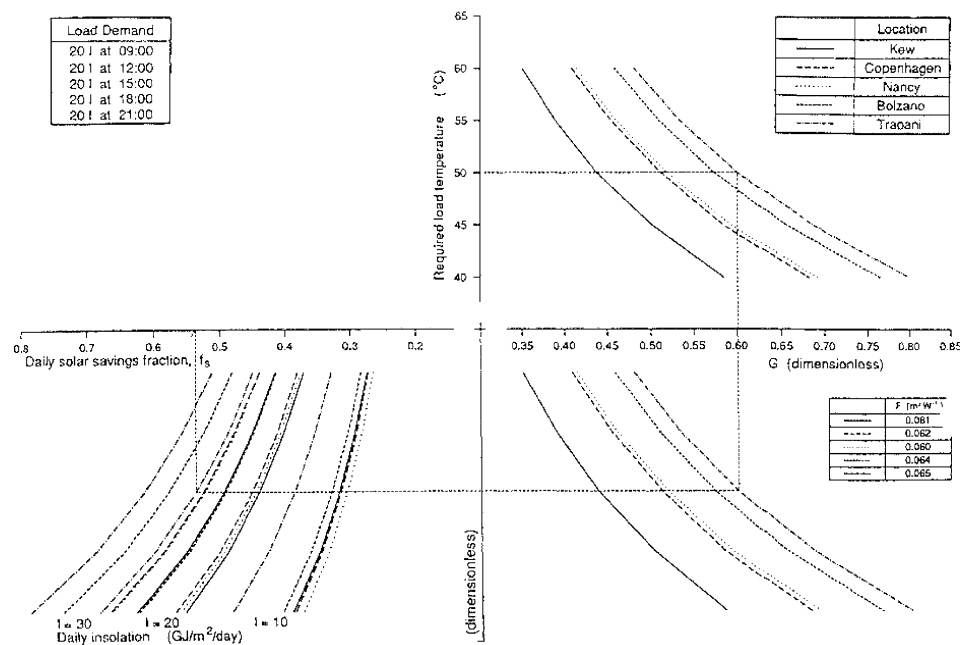 Load Demand
20 l at 09:00
20 l at 12:00
20 l at 15:00
20 l at 18:00
20 l at 21:00
Required load temperature (°C)
65
60
55
50
45
40
Location
Kew
Copenhagen
Nancy
Bolzano
Trapani
0.8 0.7 0.6 0.5 0.4 0.3 0.2
Daily solar savings fraction, fs
0.35 0.40 0.45 0.50 0.55 0.60 0.65 0.70 0.75 0.80 0.85
G (dimensionless)
0.081
0.062
0.060
0.064
0.065
I = 30 I = 20 I = 10
Daily insolation (GJ/m²/day)
(dimensionless)